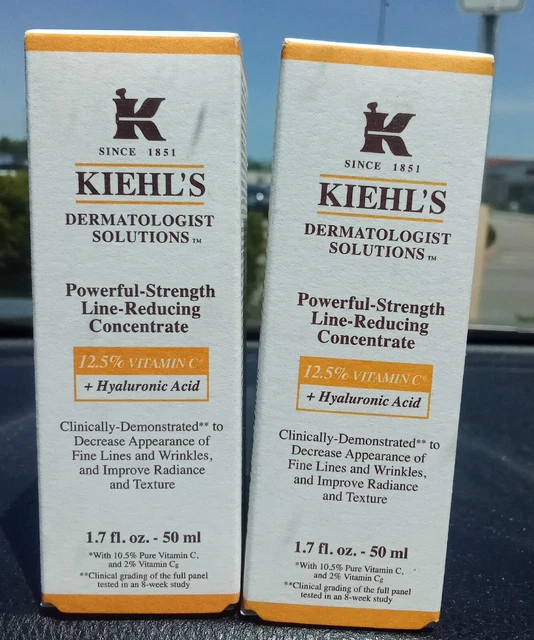 K
SINCE 1851
KIEHL'S
DERMATOLOGIST
SOLUTIONS™
Powerful-Strength
Line-Reducing
Concentrate
12.5% VITAMIN C*
+ Hyaluronic Acid
Clinically-Demonstrated** to
Decrease Appearance of
Fine Lines and Wrinkles,
and Improve Radiance
and Texture
1.7 fl. oz. - 50 ml
*With 10.5% Pure Vitamin C,
and 2% Vitamin Cg
**Clinical grading of the full panel
tested in an 8-week study
K
SINCE 1851
KIEHL'S
DERMATOLOGIST
SOLUTIONS™
Powerful-Strength
Line-Reducing
Concentrate
12.5% VITAMIN C*
+ Hyaluronic Acid
Clinically-Demonstrated** to
Decrease Appearance of
Fine Lines and Wrinkles,
and Improve Radiance
and Texture
1.7 fl. oz. - 50 ml
*With 10.5% Pure Vitamin C,
and 2% Vitamin Cg
**Clinical grading of the full panel
tested in an 8-week study